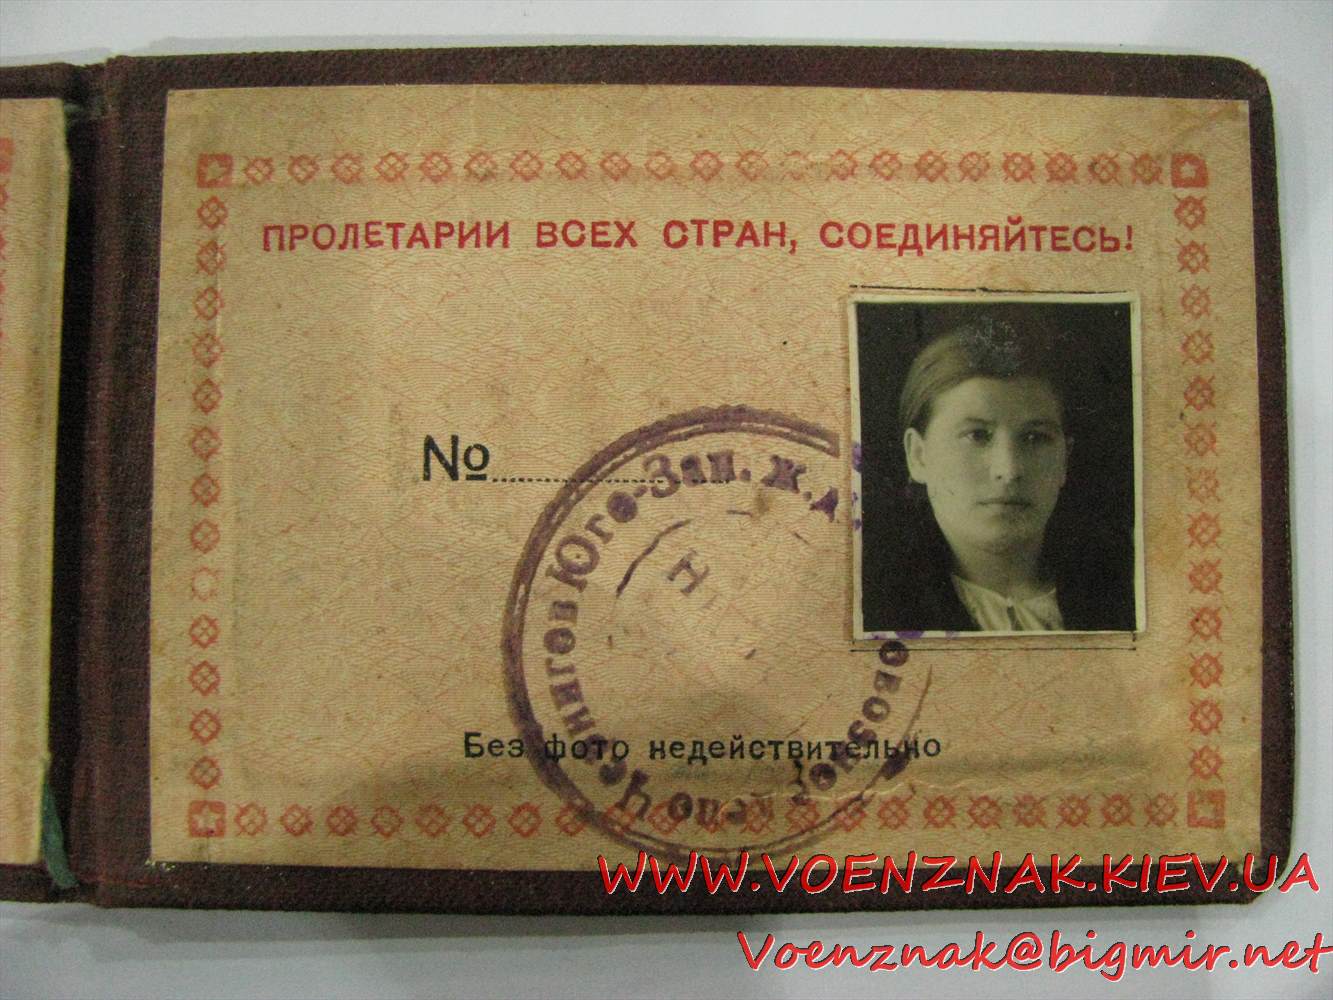 ПРОЛЕТАРИИ ВСЕХ СТРАН, СОЕДИНЯЙТЕСЬ!
№
Юго-Зап. Ж.
Без фото недействительно
WWW.VOENZNAK.KIEV.UA
Voenznak@bigmir.net